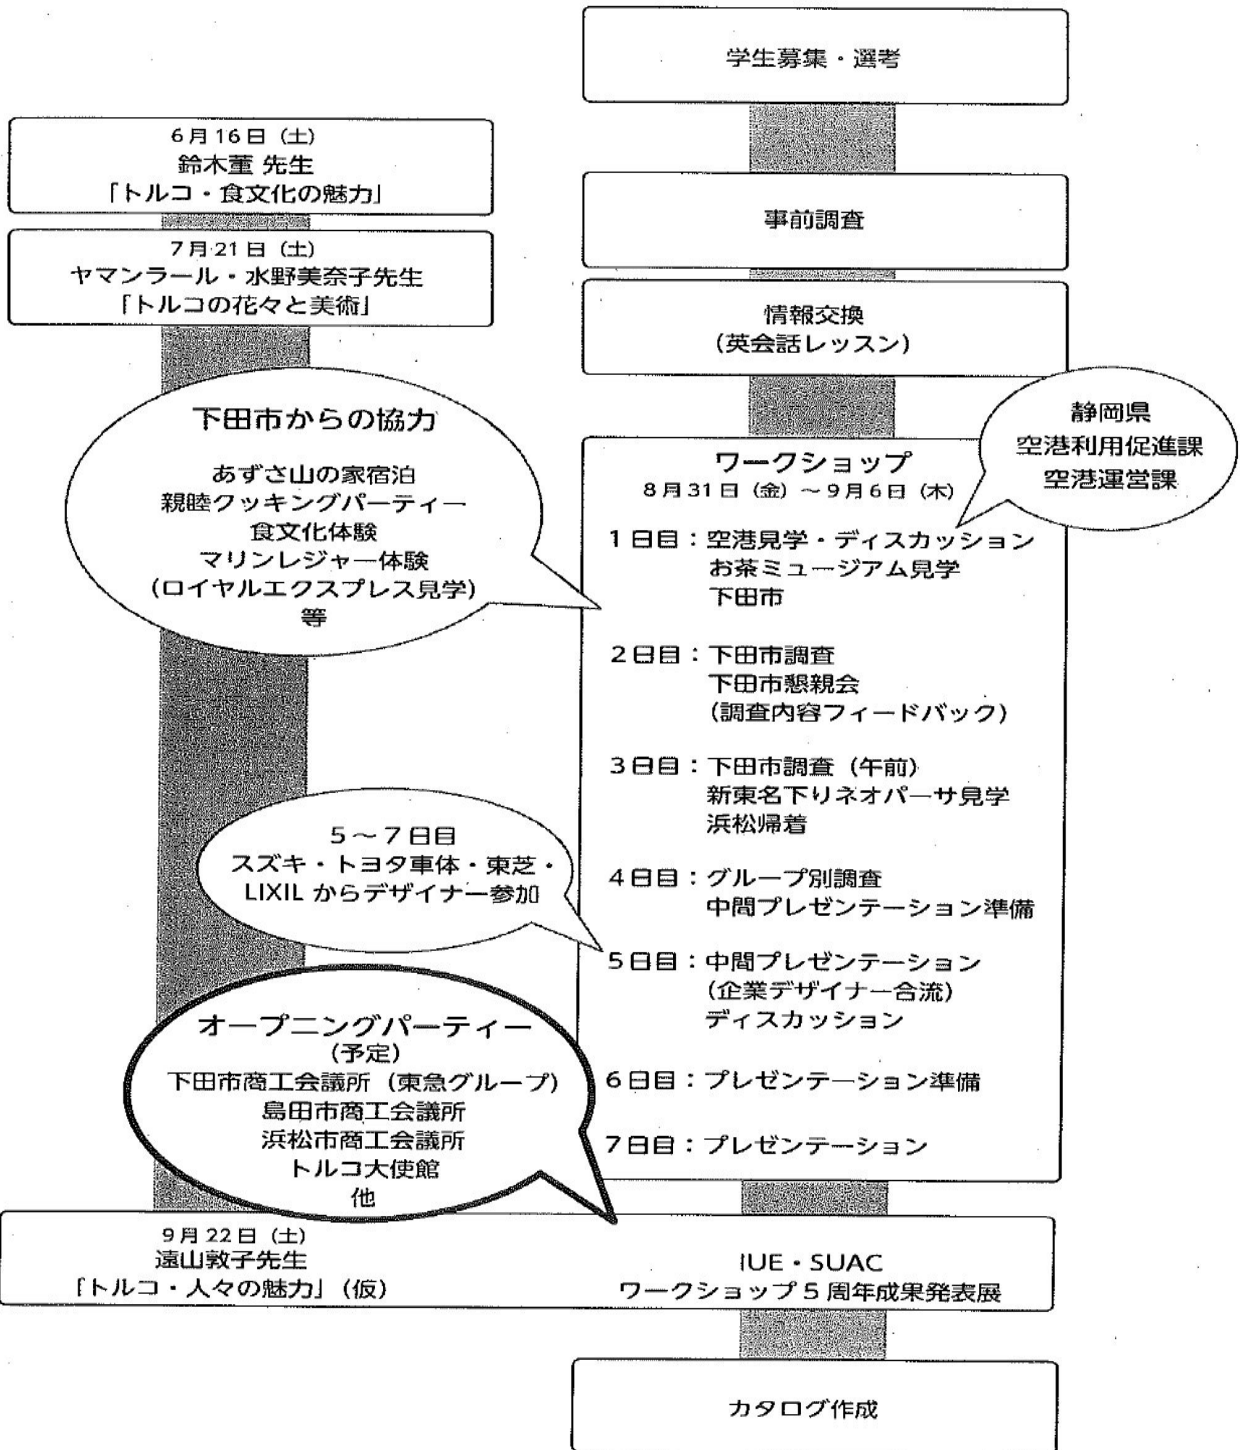 学生募集・選考
6月16日（土）
鈴木董 先生
「トルコ・食文化の魅力」
事前調査
7月21日（土）
ヤマンラール・水野美奈子先生
「トルコの花々と美術」
情報交換
（英会話レッスン）
下田市からの協力
あずさ山の家宿泊
親睦クッキングパーティー
食文化体験
マリンレジャー体験
（ロイヤルエクスプレス見学）
等
静岡県
空港利用促進課
空港運営課
ワークショップ
8月31日（金）～9月6日（木）
1日目：空港見学・ディスカッション
お茶ミュージアム見学
下田市
2日目：下田市調査
下田市懇親会
（調査内容フィードバック）
3日目：下田市調査（午前）
新東名下りネオパーサ見学
浜松帰着
4日目：グループ別調査
中間プレゼンテーション準備
5日目：中間プレゼンテーション
（企業デザイナー合流）
ディスカッション
6日目：プレゼンテーション準備
7日目：プレゼンテーション
5～7日目
スズキ・トヨタ車体・東芝・
LIXIL からデザイナー参加
オープニングパーティー
（予定）
下田市商工会議所（東急グループ）
島田市商工会議所
浜松市商工会議所
トルコ大使館
他
9月22日（土）
遠山敦子先生
「トルコ・人々の魅力」（仮）
IUE・SUAC
ワークショップ5周年成果発表展
カタログ作成